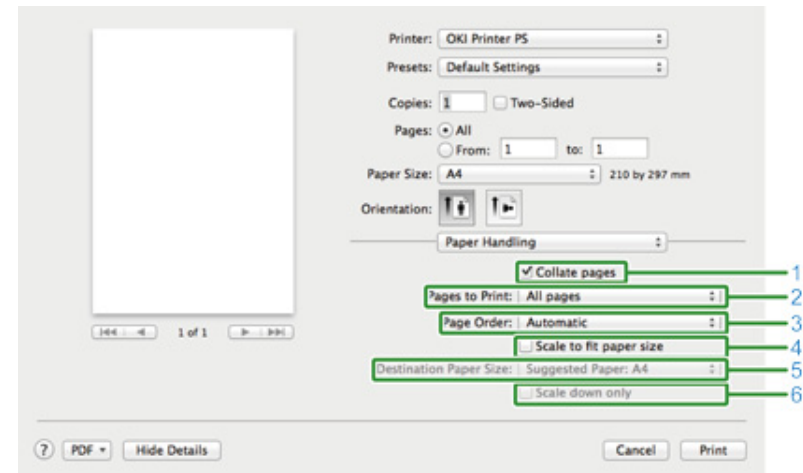 Printer: OKI Printer PS
Presets: Default Settings
Copies: 1 Two-Sided
Pages: All
From: 1 to: 1
Paper Size: A4 210 by 297 mm
Orientation:
Paper Handling
Collate pages 1
Pages to Print: All pages 2
Page Order: Automatic 3
Scale to fit paper size 4
Destination Paper Size: Suggested Paper: A4 5
Scale down only 6
1 of 1
? PDF Hide Details Cancel Print